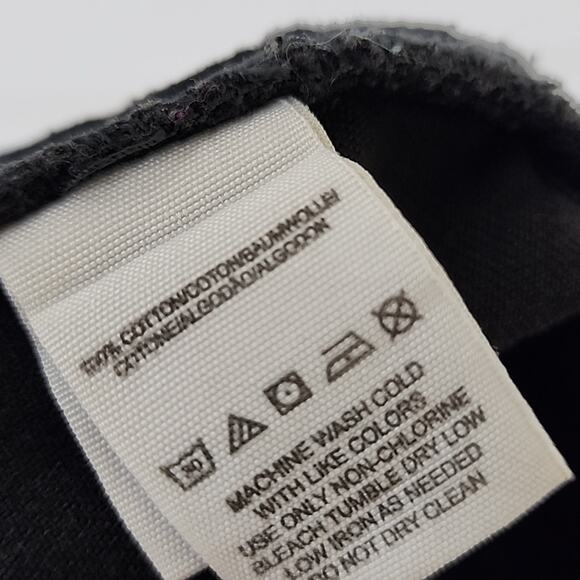 100% COTTON/COTON/BAUMWOLLE/
COTONE/ALGODÃO/ALGODON
30
MACHINE WASH COLD
WITH LIKE COLORS
USE ONLY NON-CHLORINE
BLEACH TUMBLE DRY LOW
LOW IRON AS NEEDED
DO NOT DRY CLEAN